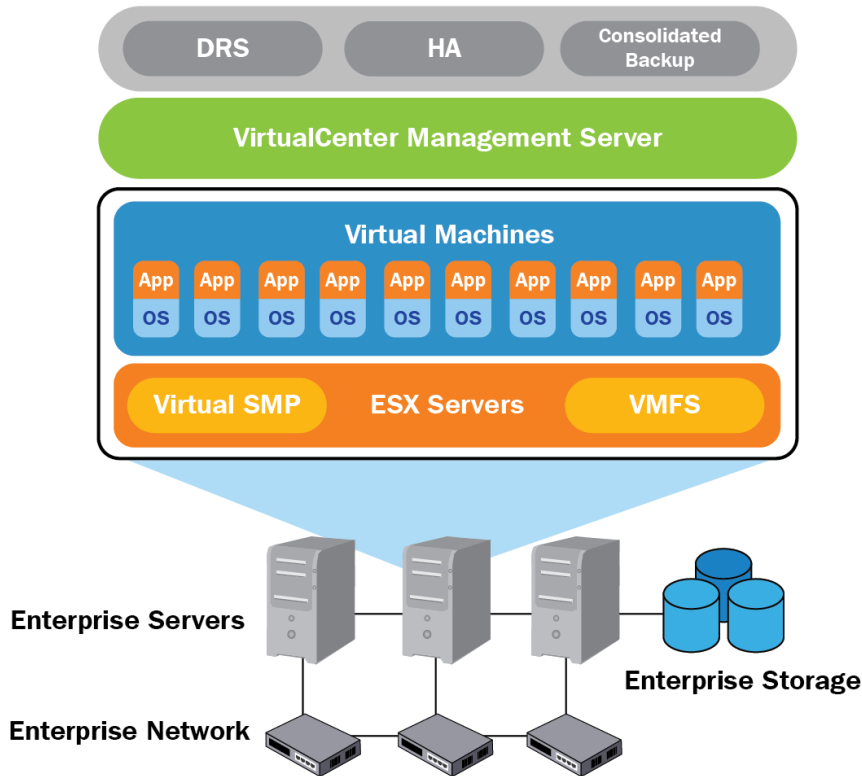 DRS
HA
Consolidated
Backup
VirtualCenter Management Server
Virtual Machines
App App App App App App App App App App
OS OS OS OS OS OS OS OS OS OS
Virtual SMP ESX Servers VMFS
Enterprise Servers
Enterprise Storage
Enterprise Network